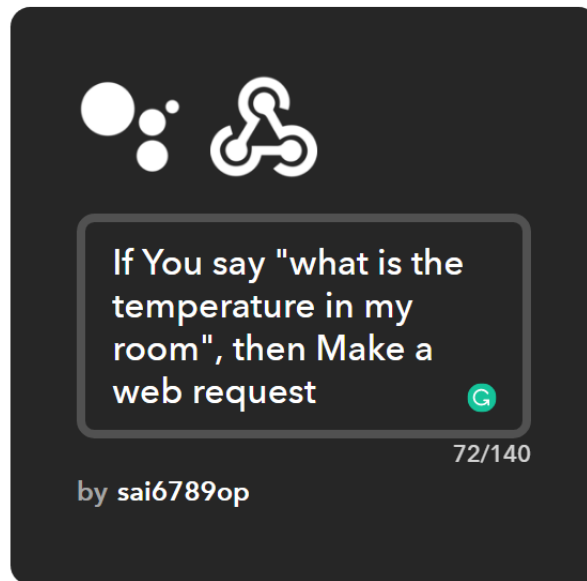 If You say "what is the
temperature in my
room", then Make a
web request
72/140
by sai6789op